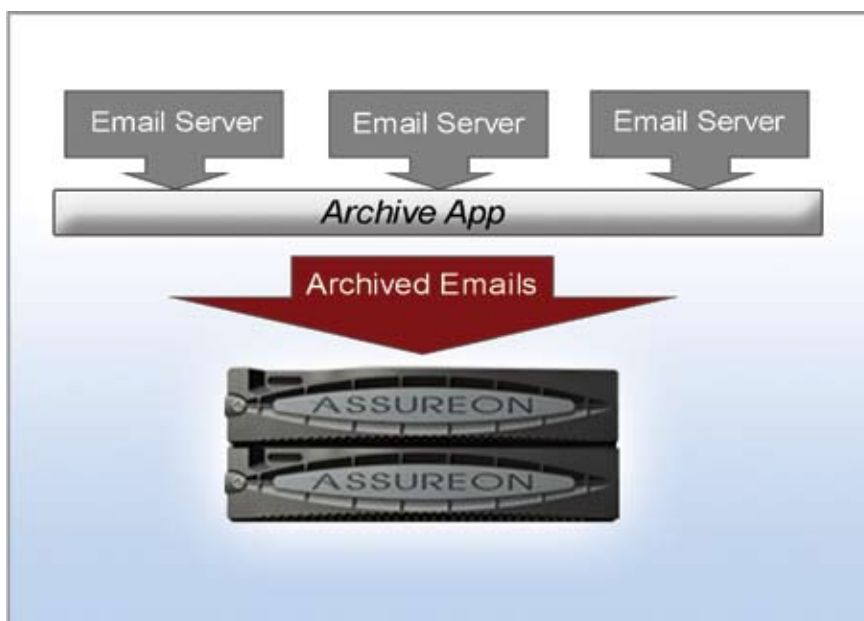 Email Server
Email Server
Email Server
Archive App
Archived Emails
ASSUREON
ASSUREON